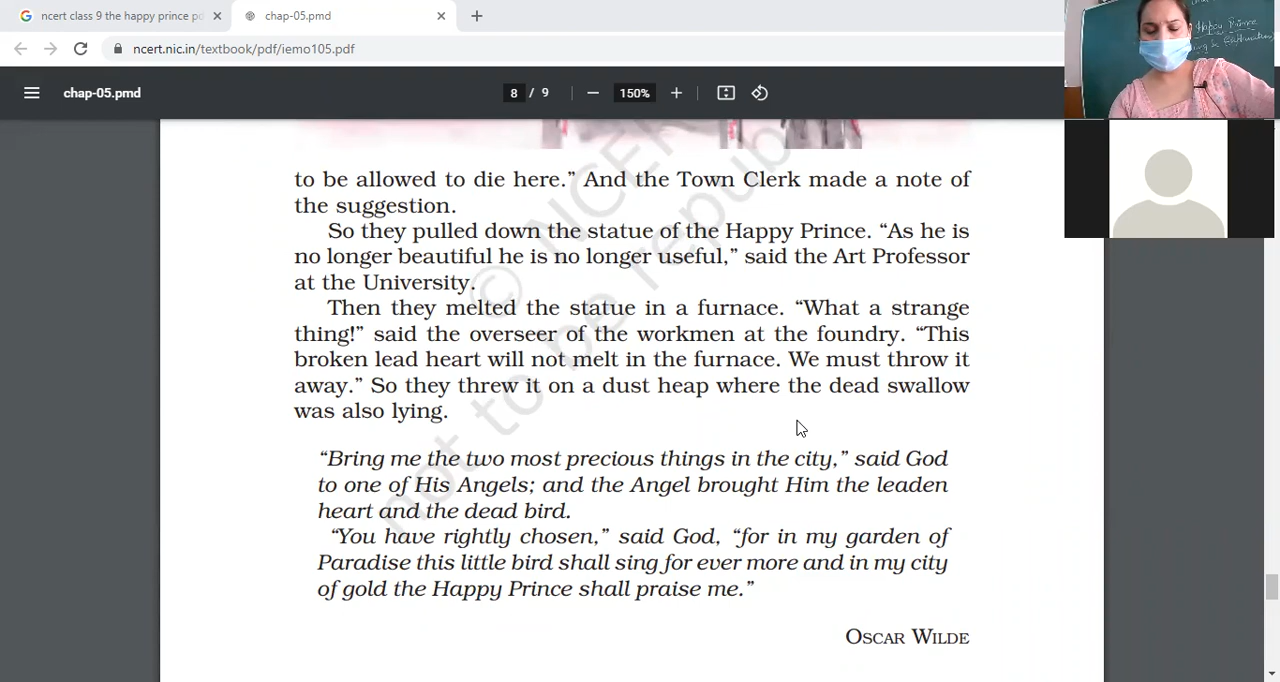 ncert class 9 the happy prince pd
chap-05.pmd
ncert.nic.in/textbook/pdf/iemo105.pdf
chap-05.pmd
8 / 9
150%
Happy Prince
to be allowed to die here.” And the Town Clerk made a note of
the suggestion.
So they pulled down the statue of the Happy Prince. “As he is
no longer beautiful he is no longer useful,” said the Art Professor
at the University.
Then they melted the statue in a furnace. “What a strange
thing!” said the overseer of the workmen at the foundry. “This
broken lead heart will not melt in the furnace. We must throw it
away.” So they threw it on a dust heap where the dead swallow
was also lying.
“Bring me the two most precious things in the city,” said God
to one of His Angels; and the Angel brought Him the leaden
heart and the dead bird.
“You have rightly chosen,” said God, “for in my garden of
Paradise this little bird shall sing for ever more and in my city
of gold the Happy Prince shall praise me.”
OSCAR WILDE
© NCER
not to be repub